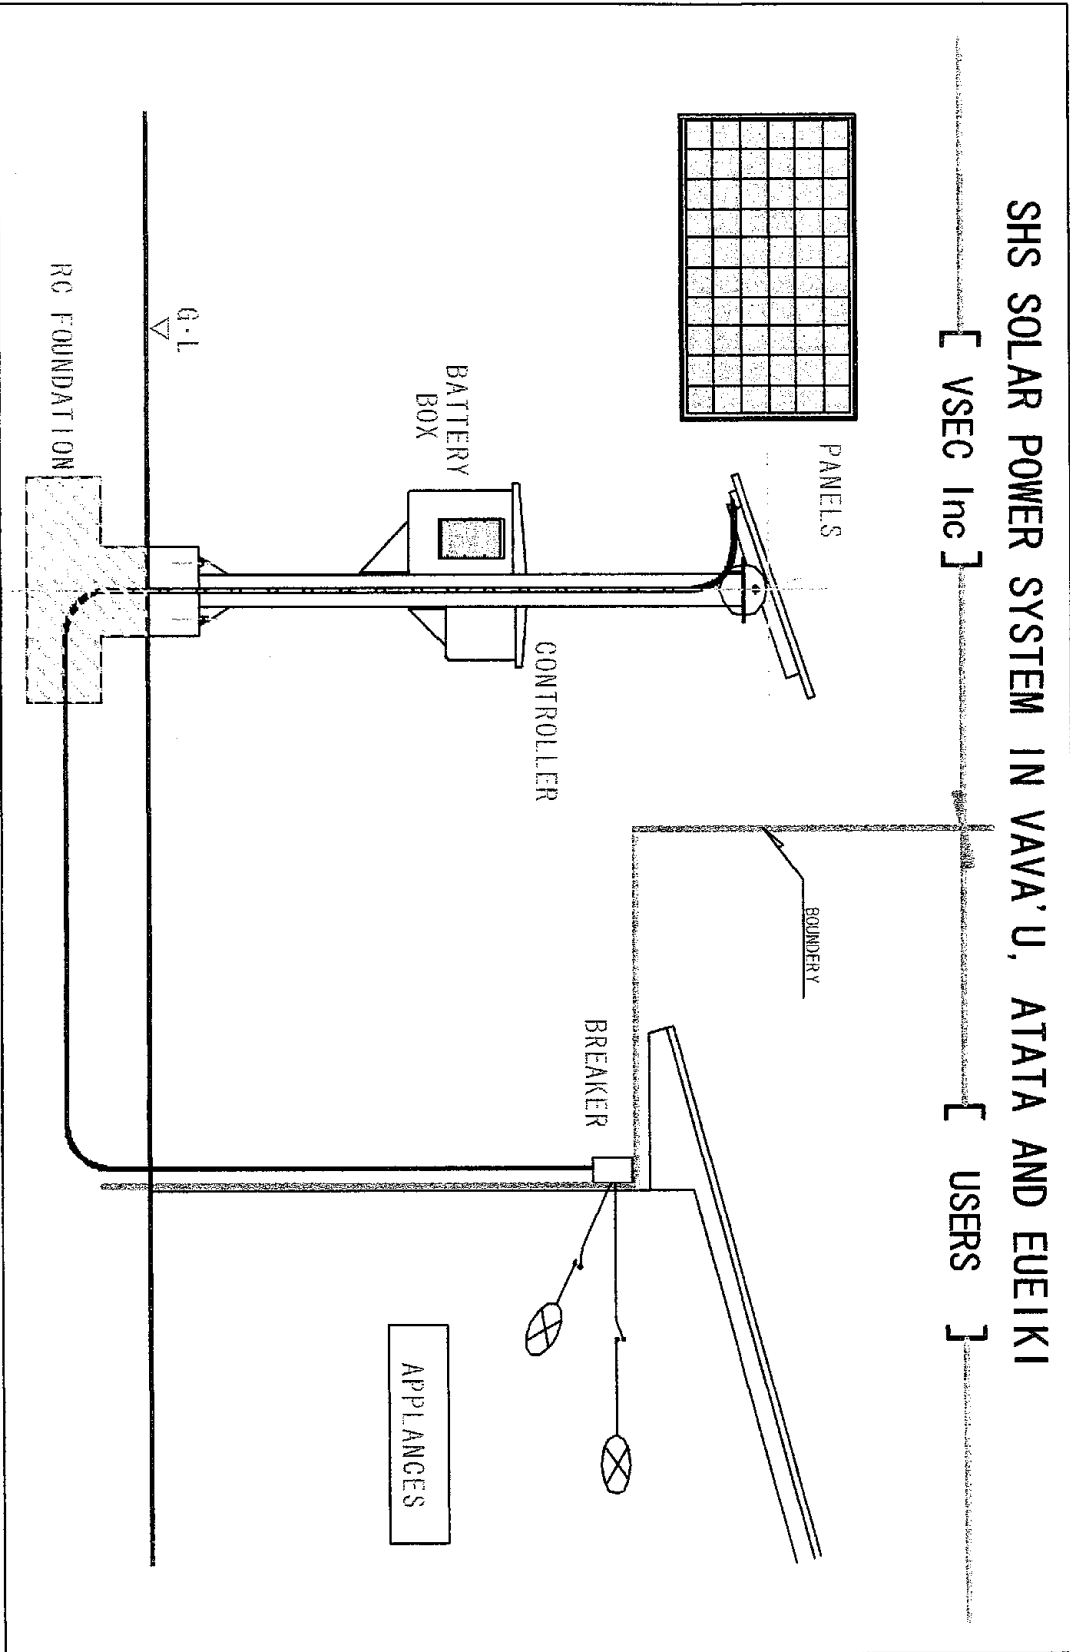 SHS SOLAR POWER SYSTEM IN VAVA'U, ATATA AND EUEIKI
[ VSEC Inc ]
[ USERS ]
PANELS
BOUNDERY
BATTERY
BOX
CONTROLLER
BREAKER
APPLANCES
G・L
RC FOUNDATION